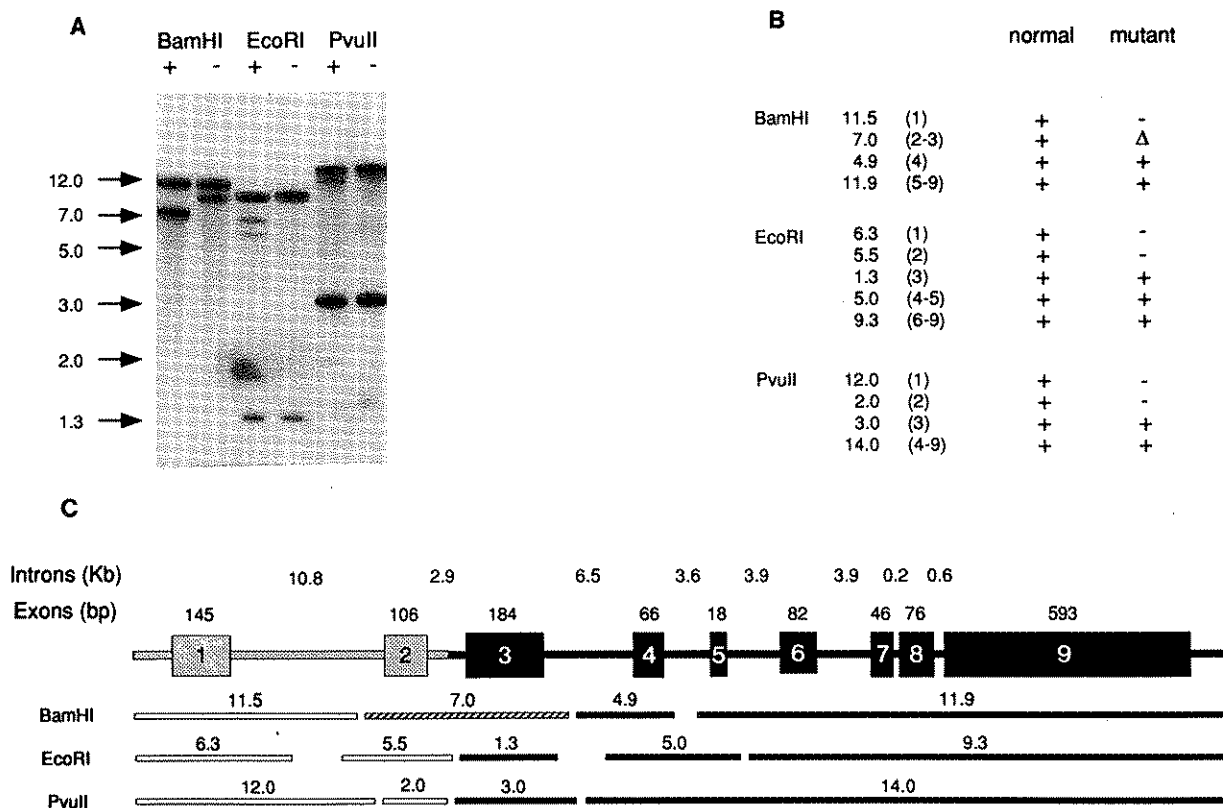 A
BamHI EcoRI PvuII
+ - + - + -
12.0
7.0
5.0
3.0
2.0
1.3
B
normal mutant
BamHI 11.5 (1) + -
7.0 (2-3) + Δ
4.9 (4) + +
11.9 (5-9) + +
EcoRI 6.3 (1) + -
5.5 (2) + -
1.3 (3) + +
5.0 (4-5) + +
9.3 (6-9) + +
PvuII 12.0 (1) + -
2.0 (2) + -
3.0 (3) + +
14.0 (4-9) + +
C
Introns (Kb) 10.8 2.9 6.5 3.6 3.9 3.9 0.2 0.6
Exons (bp) 145 106 184 66 18 82 46 76 593
1 2 3 4 5 6 7 8 9
BamHI 11.5 7.0 4.9 11.9
EcoRI 6.3 5.5 1.3 5.0 9.3
PvuII 12.0 2.0 3.0 14.0